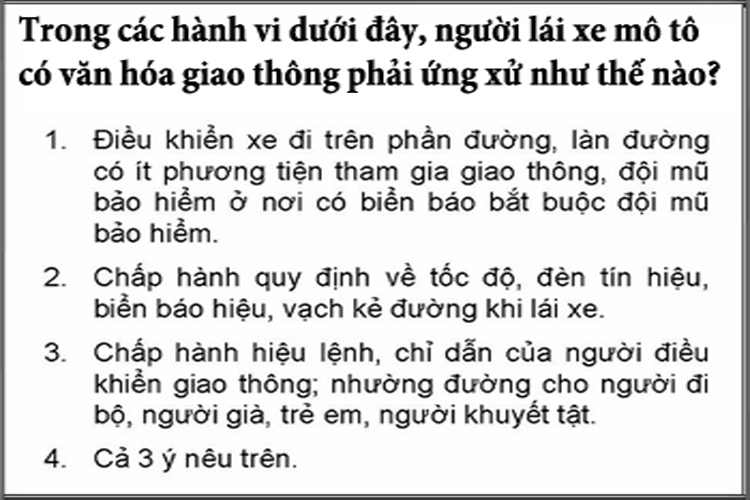 Trong các hành vi dưới đây, người lái xe mô tô
có văn hóa giao thông phải ứng xử như thế nào?
1. Điều khiển xe đi trên phần đường, làn đường
có ít phương tiện tham gia giao thông, đội mũ
bảo hiểm ở nơi có biển báo bắt buộc đội mũ
bảo hiểm.
2. Chấp hành quy định về tốc độ, đèn tín hiệu,
biển báo hiệu, vạch kẻ đường khi lái xe.
3. Chấp hành hiệu lệnh, chỉ dẫn của người điều
khiển giao thông; nhường đường cho người đi
bộ, người già, trẻ em, người khuyết tật.
4. Cả 3 ý nêu trên.